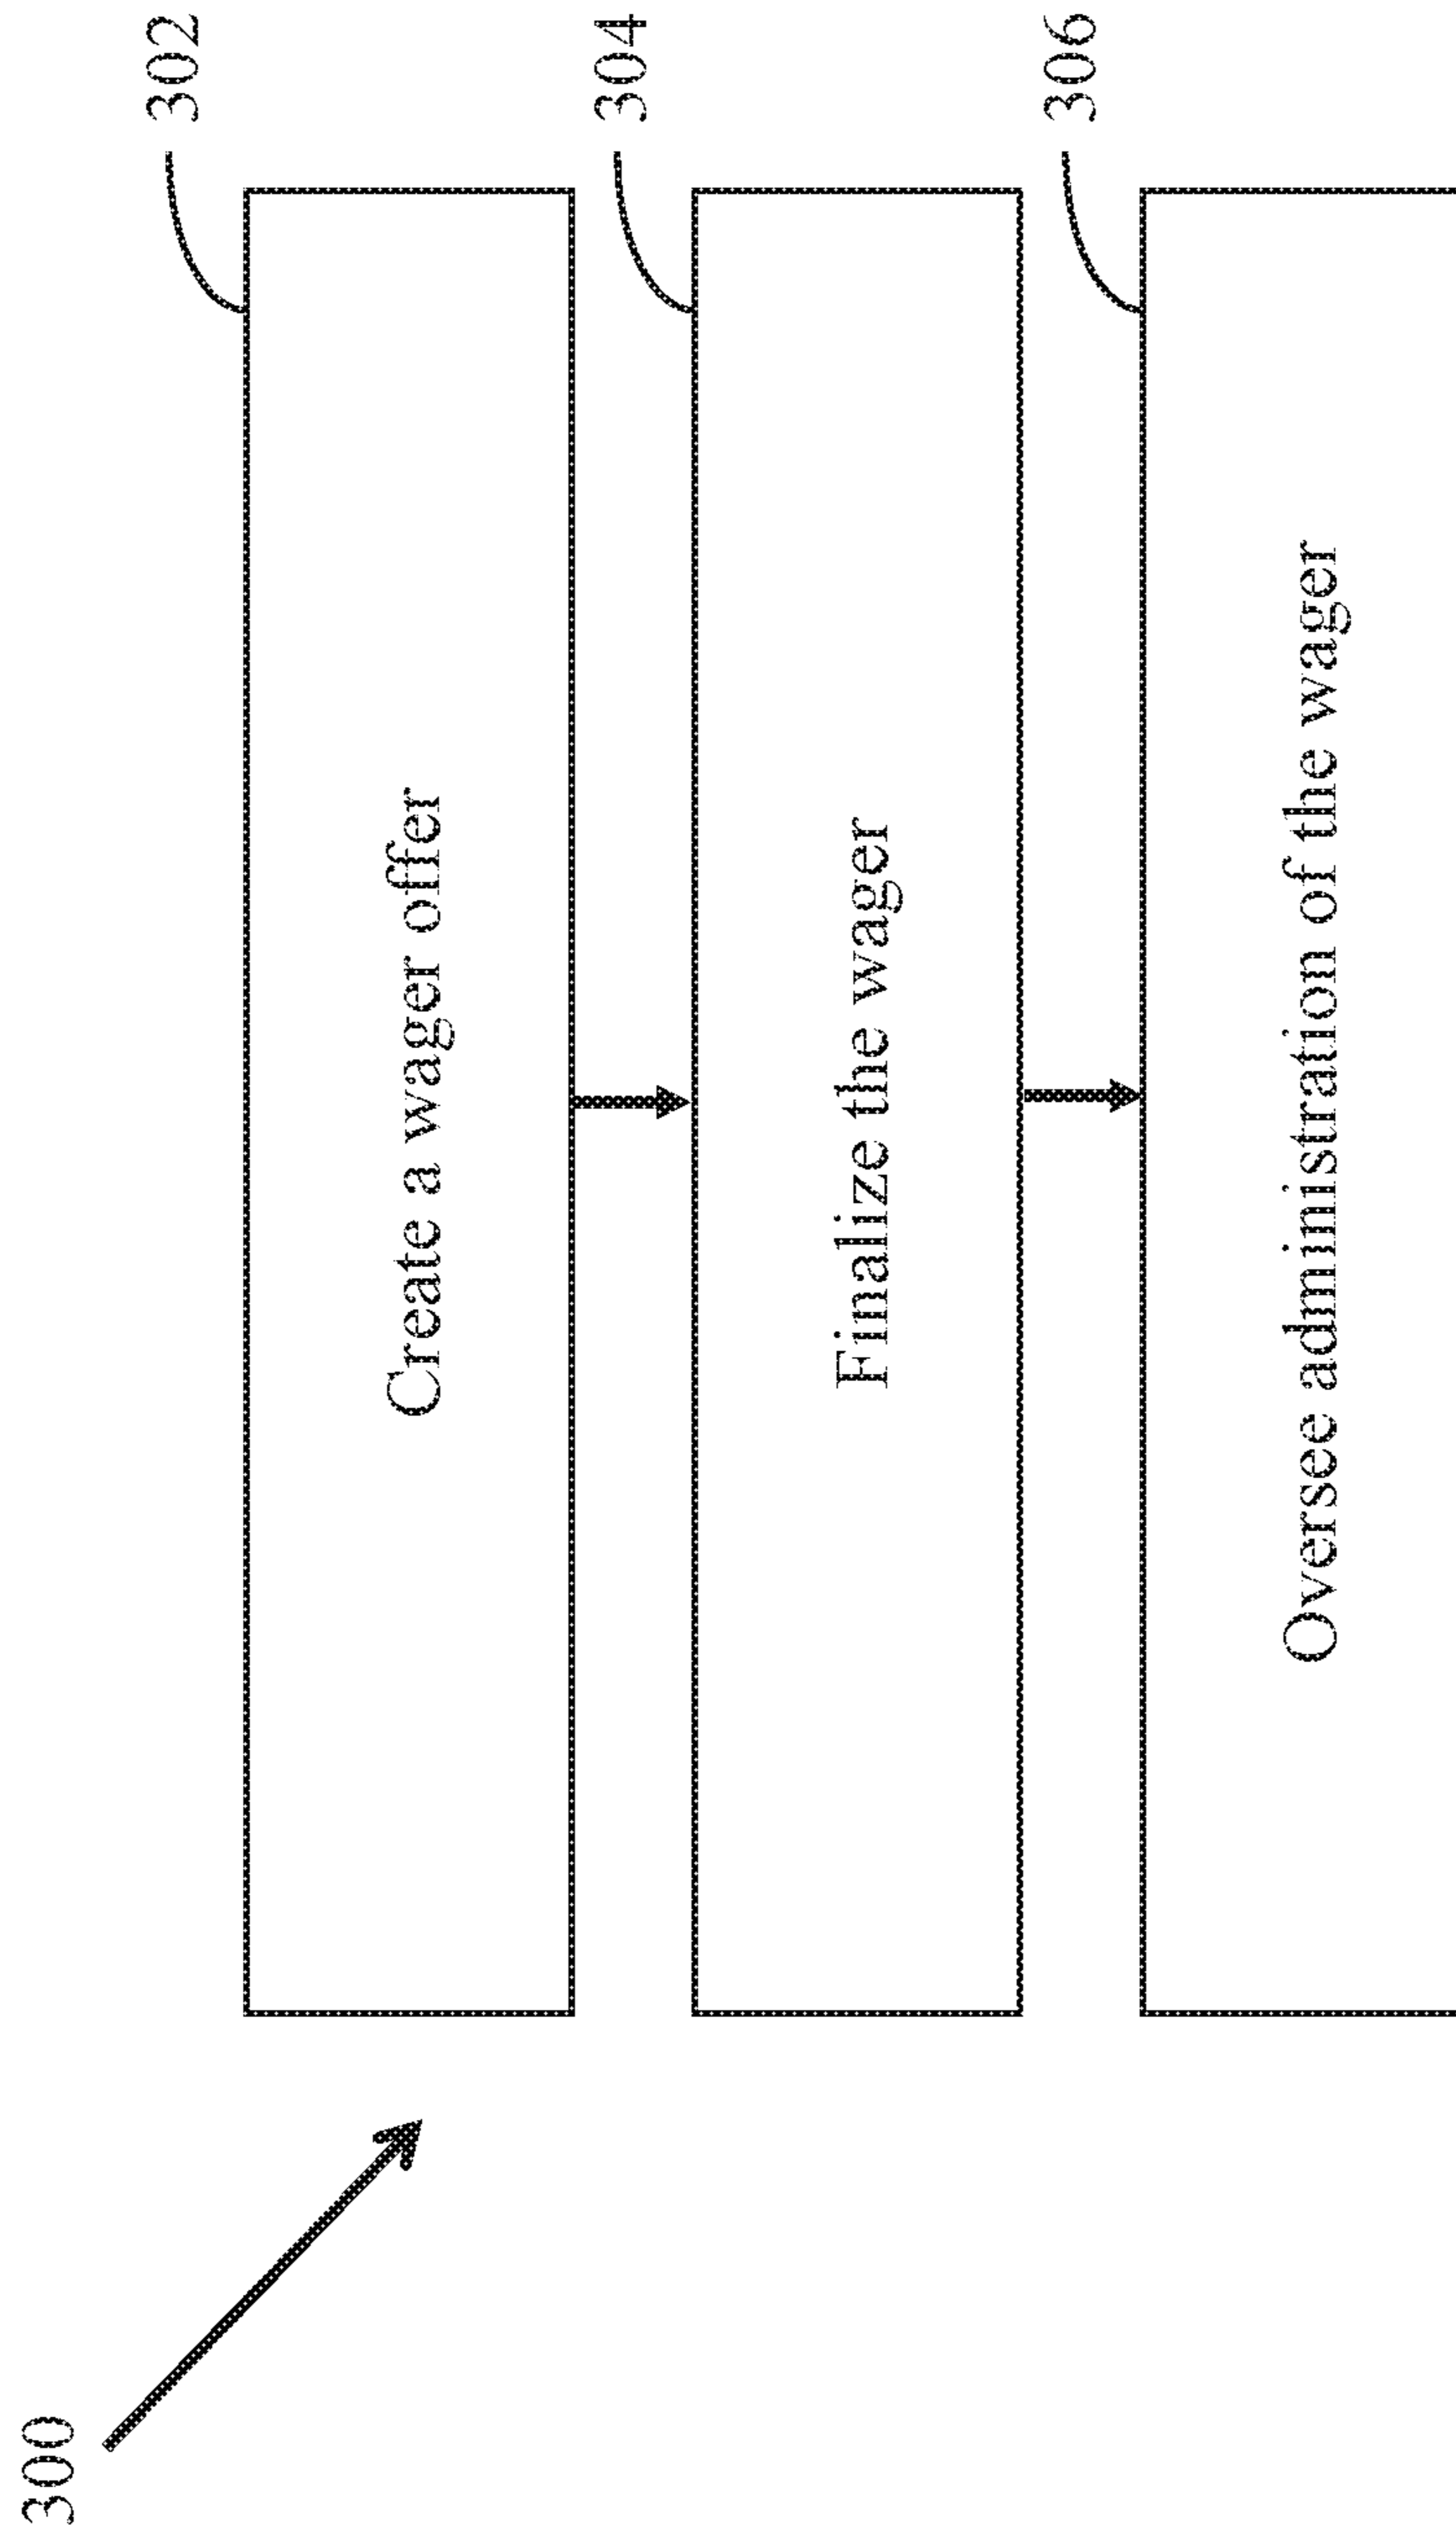 300
302
Create a wager offer
304
Finalize the wager
306
Oversee administration of the wager